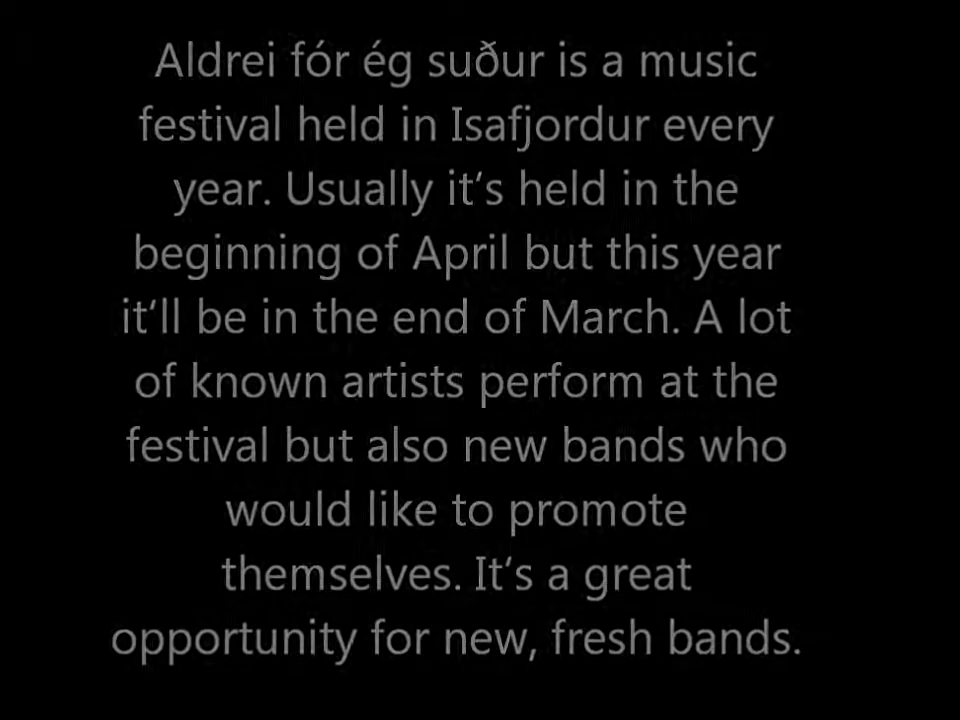 Aldrei fór ég suður is a music
festival held in Isafjordur every
year. Usually it‘s held in the
beginning of April but this year
it‘ll be in the end of March. A lot
of known artists perform at the
festival but also new bands who
would like to promote
themselves. It‘s a great
opportunity for new, fresh bands.